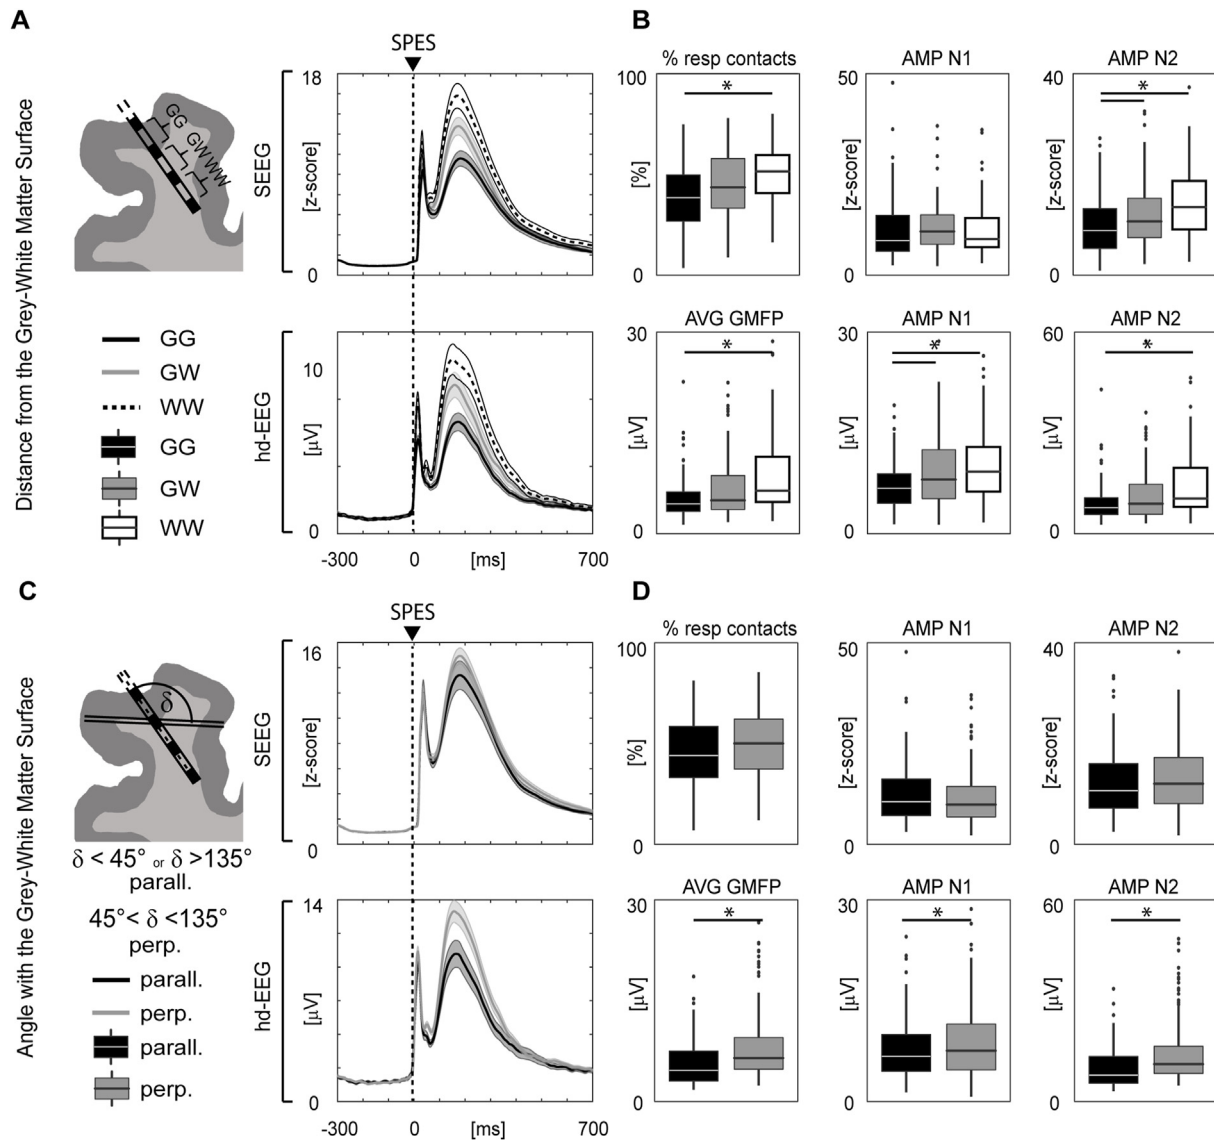 A
B
SPES
% resp contacts
AMP N1
AMP N2
Distance from the Grey-White Matter Surface
GG
GW
WW
SEEG
[z-score]
18
0
[%]
100
0
*
[z-score]
50
0
[z-score]
40
0
*
GG
GW
WW
GG
GW
WW
hd-EEG
[µV]
10
0
-300
0
[ms]
700
AVG GMFP
AMP N1
AMP N2
[µV]
30
0
*
[µV]
30
0
*
[µV]
60
0
*
C
D
SPES
% resp contacts
AMP N1
AMP N2
Angle with the Grey-White Matter Surface
δ
SEEG
[z-score]
16
0
[%]
100
0
[z-score]
50
0
[z-score]
40
0
δ < 45° or δ >135°
parall.
45°< δ <135°
perp.
parall.
perp.
parall.
perp.
hd-EEG
[µV]
14
0
-300
0
[ms]
700
AVG GMFP
AMP N1
AMP N2
[µV]
30
0
*
[µV]
30
0
*
[µV]
60
0
*